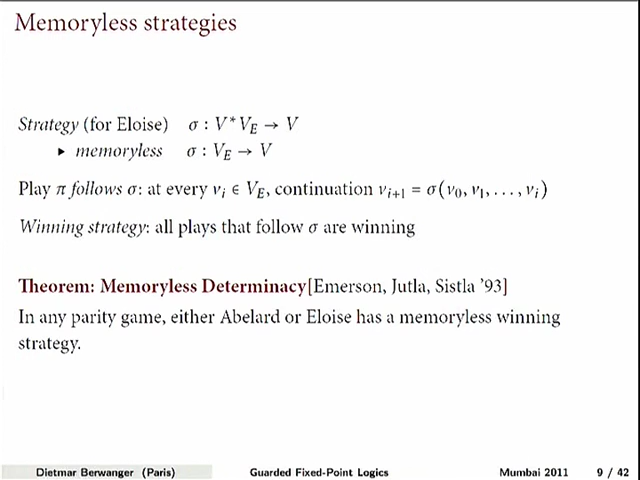 Memoryless strategies
Strategy (for Eloise) σ : V*V_E → V
▸ memoryless σ : V_E → V
Play π follows σ: at every v_i ∈ V_E, continuation v_{i+1} = σ(v_0, v_1, . . . , v_i)
Winning strategy: all plays that follow σ are winning
Theorem: Memoryless Determinacy[Emerson, Jutla, Sistla ’93]
In any parity game, either Abelard or Eloise has a memoryless winning
strategy.
Dietmar Berwanger (Paris) Guarded Fixed-Point Logics Mumbai 2011 9 / 42